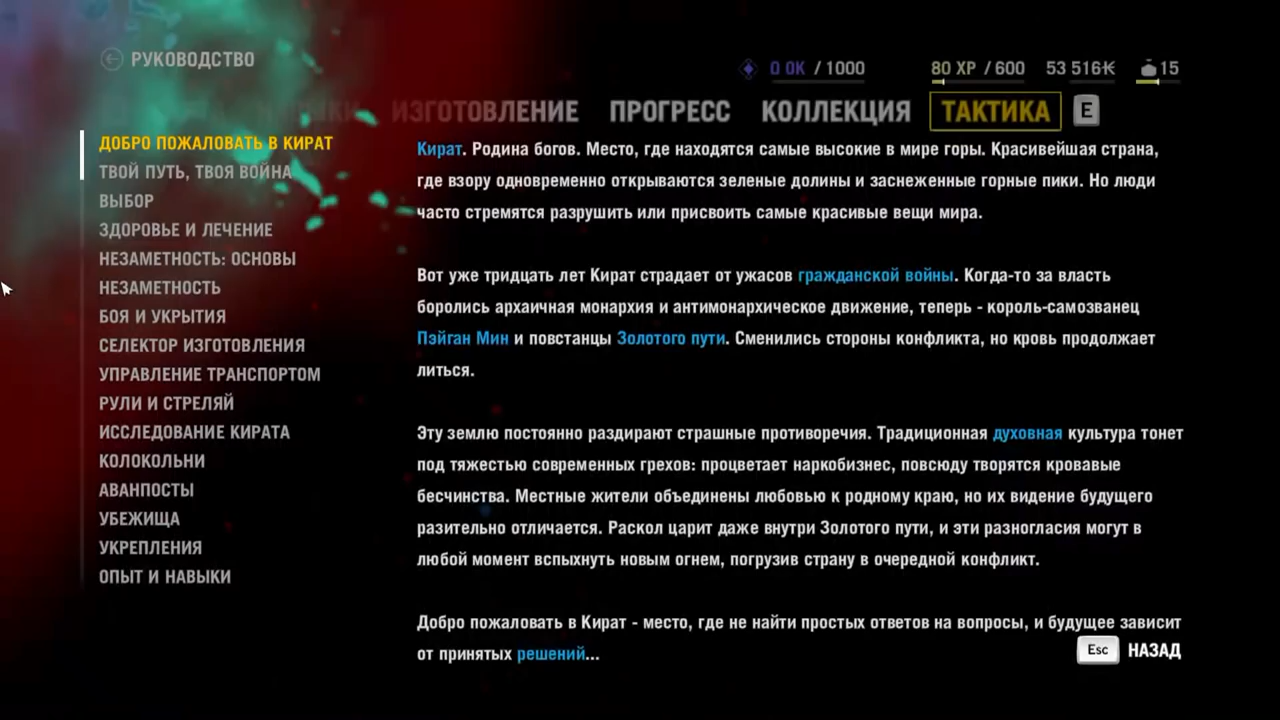 РУКОВОДСТВО
0 0K / 1000
80 XP / 600
53 516K
15
ИЗГОТОВЛЕНИЕ ПРОГРЕСС КОЛЛЕКЦИЯ ТАКТИКА E
ДОБРО ПОЖАЛОВАТЬ В КИРАТ
ТВОЙ ПУТЬ, ТВОЯ ВОЙНА
ВЫБОР
ЗДОРОВЬЕ И ЛЕЧЕНИЕ
НЕЗАМЕТНОСТЬ: ОСНОВЫ
НЕЗАМЕТНОСТЬ
БОЯ И УКРЫТИЯ
СЕЛЕКТОР ИЗГОТОВЛЕНИЯ
УПРАВЛЕНИЕ ТРАНСПОРТОМ
РУЛИ И СТРЕЛЯЙ
ИССЛЕДОВАНИЕ КИРАТА
КОЛОКОЛЬНИ
АВАНПОСТЫ
УБЕЖИЩА
УКРЕПЛЕНИЯ
ОПЫТ И НАВЫКИ
Кират. Родина богов. Место, где находятся самые высокие в мире горы. Красивейшая страна,
где взору одновременно открываются зеленые долины и заснеженные горные пики. Но люди
часто стремятся разрушить или присвоить самые красивые вещи мира.
Вот уже тридцать лет Кират страдает от ужасов гражданской войны. Когда-то за власть
боролись архаичная монархия и антимонархическое движение, теперь - король-самозванец
Пэйган Мин и повстанцы Золотого пути. Сменились стороны конфликта, но кровь продолжает
литься.
Эту землю постоянно раздирают страшные противоречия. Традиционная духовная культура тонет
под тяжестью современных грехов: процветает наркобизнес, повсюду творятся кровавые
бесчинства. Местные жители объединены любовью к родному краю, но их видение будущего
разительно отличается. Раскол царит даже внутри Золотого пути, и эти разногласия могут в
любой момент вспыхнуть новым огнем, погрузив страну в очередной конфликт.
Добро пожаловать в Кират - место, где не найти простых ответов на вопросы, и будущее зависит
от принятых решений...
Esc НАЗАД